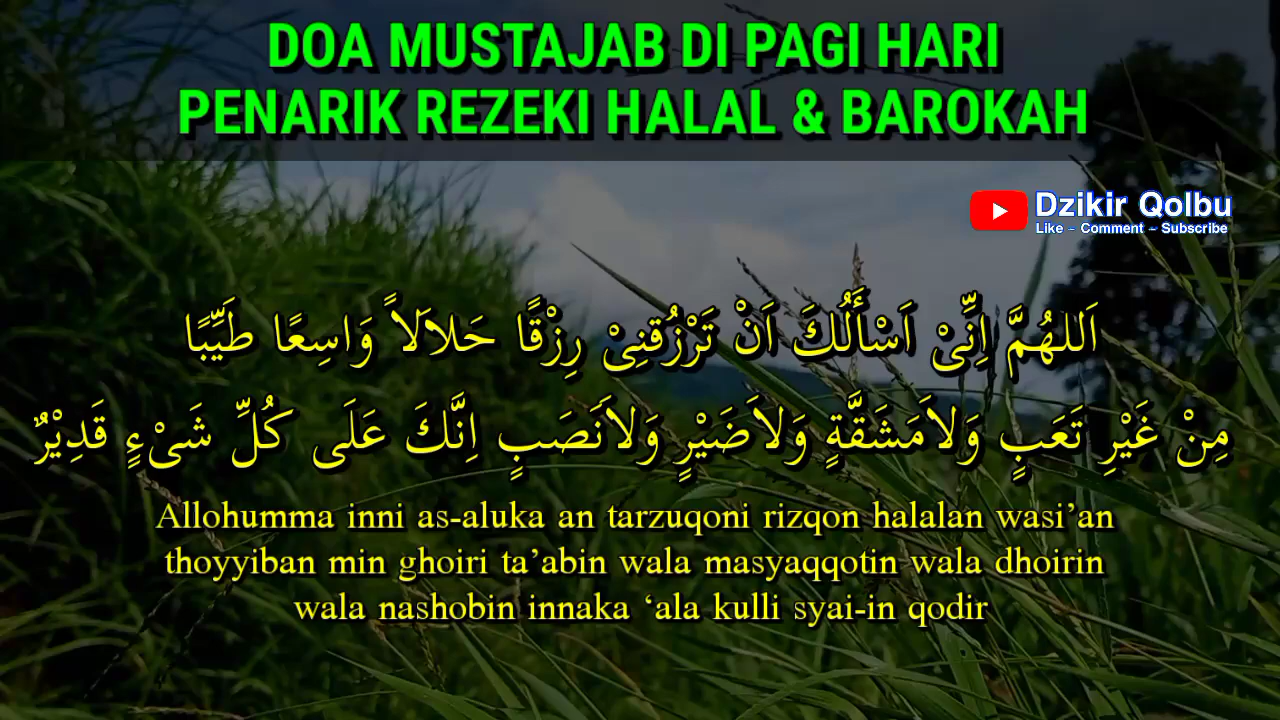 DOA MUSTAJAB DI PAGI HARI
PENARIK REZEKI HALAL & BAROKAH
Dzikir Qolbu
Like ~ Comment ~ Subscribe
اَللهُمَّ اِنِّىْ اَسْأَلُكَ اَنْ تَرْزُقَنِىْ رِزْقًا حَلاَلاً وَاسِعًا طَيِّبًا
مِنْ غَيْرِ تَعَبٍ وَلاَمَشَقَّةٍ وَلاَضَيْرٍ وَلاَنَصَبٍ اِنَّكَ عَلَى كُلِّ شَىْءٍ قَدِيْرٌ
Allohumma inni as-aluka an tarzuqoni rizqon halalan wasi’an
thoyyiban min ghoiri ta’abin wala masyaqqotin wala dhoirin
wala nashobin innaka ‘ala kulli syai-in qodir